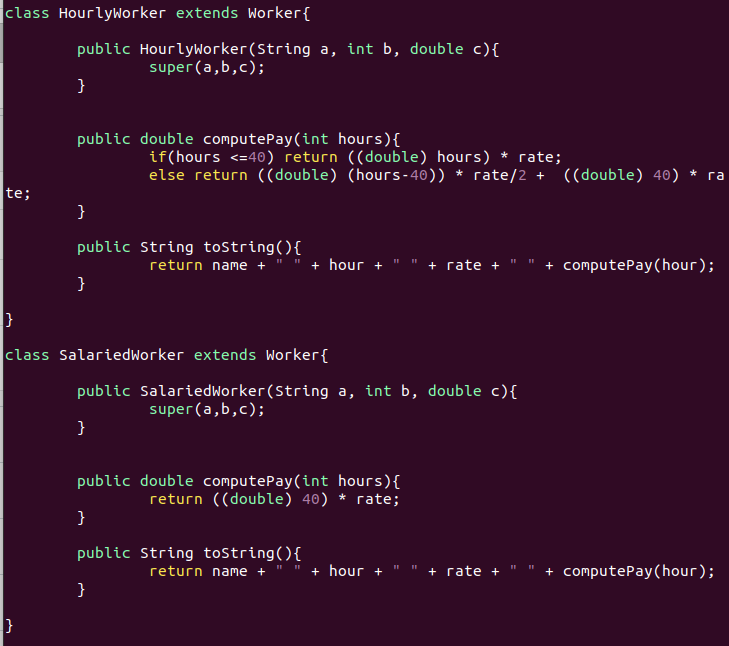 class HourlyWorker extends Worker{
public HourlyWorker(String a, int b, double c){
super(a,b,c);
}
public double computePay(int hours){
if(hours <=40) return ((double) hours) * rate;
else return ((double) (hours-40)) * rate/2 +  ((double) 40) * ra
te;
}
public String toString(){
return name + " " + hour + " " + rate + " " + computePay(hour);
}
}
class SalariedWorker extends Worker{
public SalariedWorker(String a, int b, double c){
super(a,b,c);
}
public double computePay(int hours){
return ((double) 40) * rate;
}
public String toString(){
return name + " " + hour + " " + rate + " " + computePay(hour);
}
}